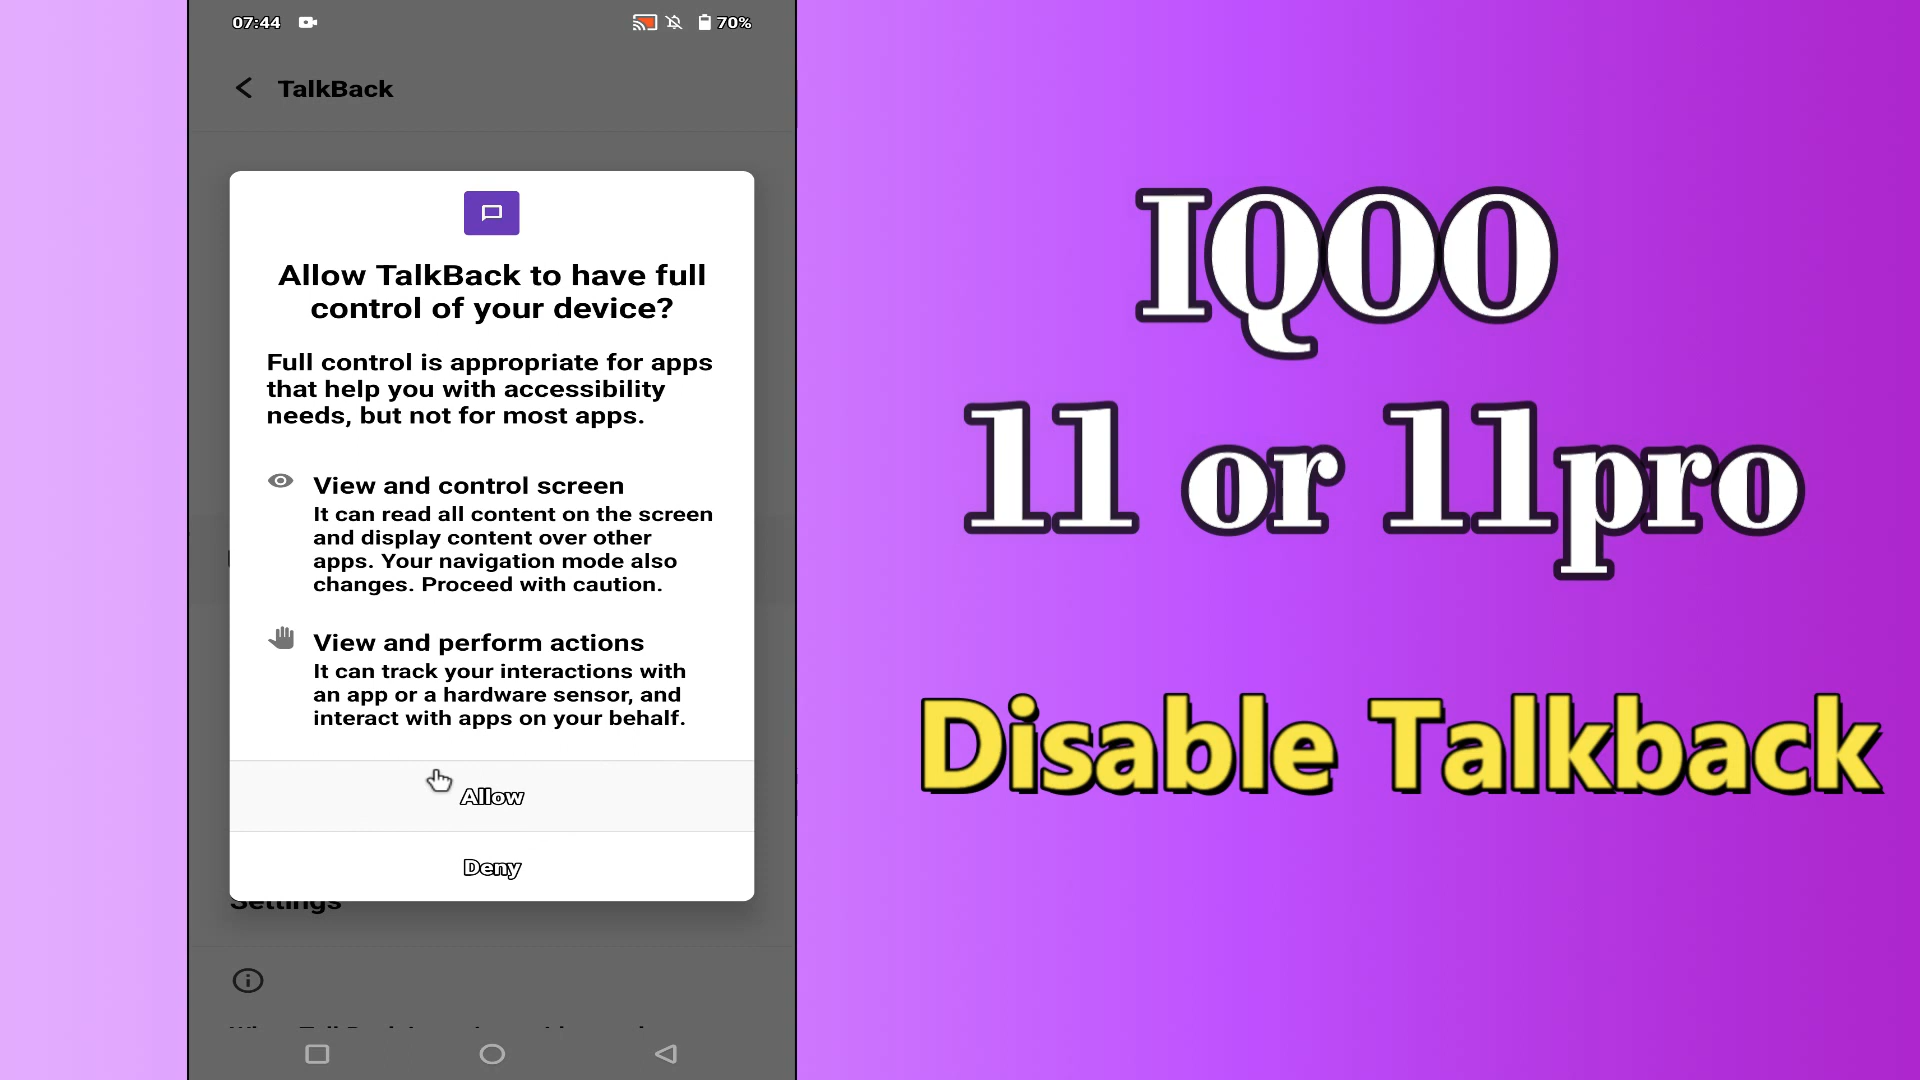 07:44
70%
TalkBack
Allow TalkBack to have full
control of your device?
Full control is appropriate for apps
that help you with accessibility
needs, but not for most apps.
View and control screen
It can read all content on the screen
and display content over other
apps. Your navigation mode also
changes. Proceed with caution.
View and perform actions
It can track your interactions with
an app or a hardware sensor, and
interact with apps on your behalf.
Allow
Deny
Settings
IQOO
11 or 11pro
Disable Talkback